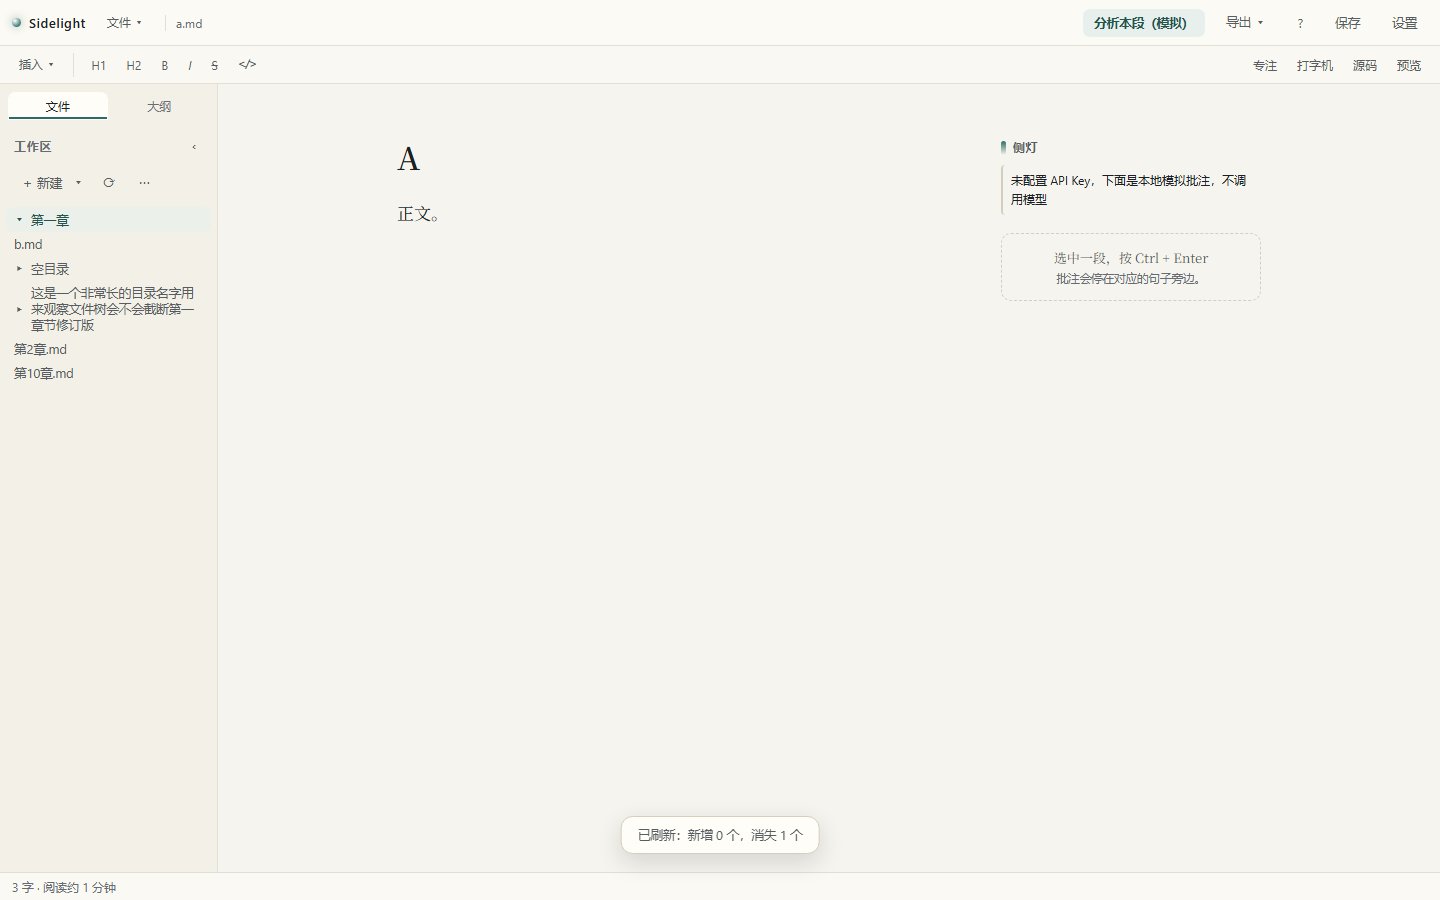 Sidelight 文件 a.md 分析本段（模拟） 导出 ? 保存 设置
插入 H1 H2 B I S </> 专注 打字机 源码 预览
文件 大纲
工作区
+ 新建 ...
第一章
b.md
空目录
这是一个非常长的目录名字用
来观察文件树会不会截断第一
章节修订版
第2章.md
第10章.md
A
正文。
侧灯
未配置 API Key，下面是本地模拟批注，不调
用模型
选中一段，按 Ctrl + Enter
批注会停在对应的句子旁边。
已刷新：新增 0 个，消失 1 个
3 字 · 阅读约 1 分钟